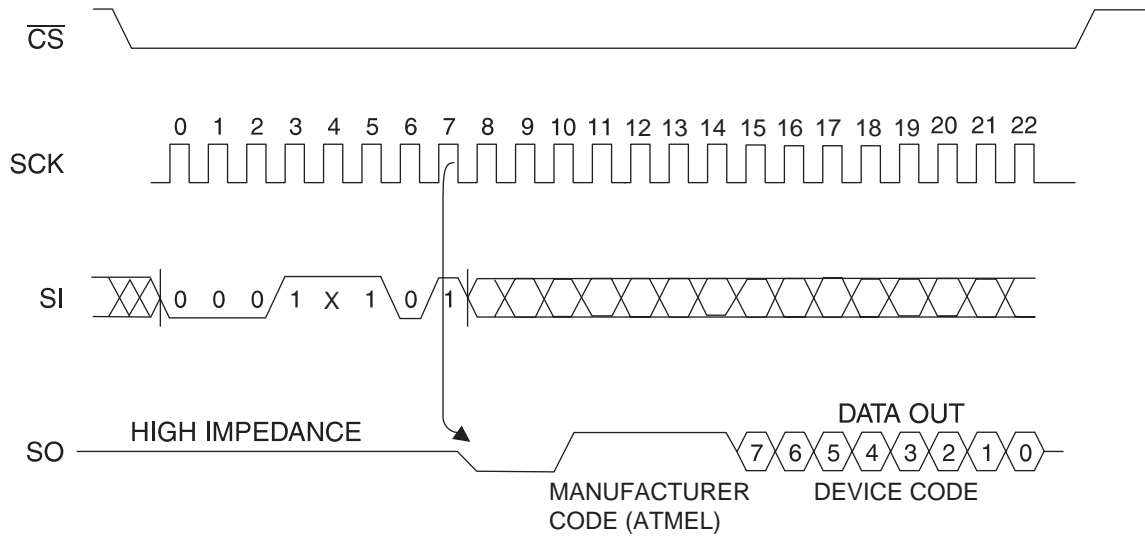 CS
0 1 2 3 4 5 6 7 8 9 10 11 12 13 14 15 16 17 18 19 20 21 22
SCK
SI 0 0 0 1 X 1 0 1
DATA OUT
HIGH IMPEDANCE
SO 7 6 5 4 3 2 1 0
MANUFACTURER DEVICE CODE
CODE (ATMEL)